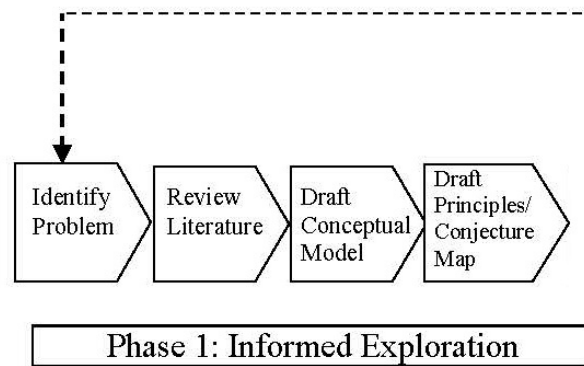 Identify
Problem
Review
Literature
Draft
Conceptual
Model
Draft
Principles/
Conjecture
Map
Phase 1: Informed Exploration